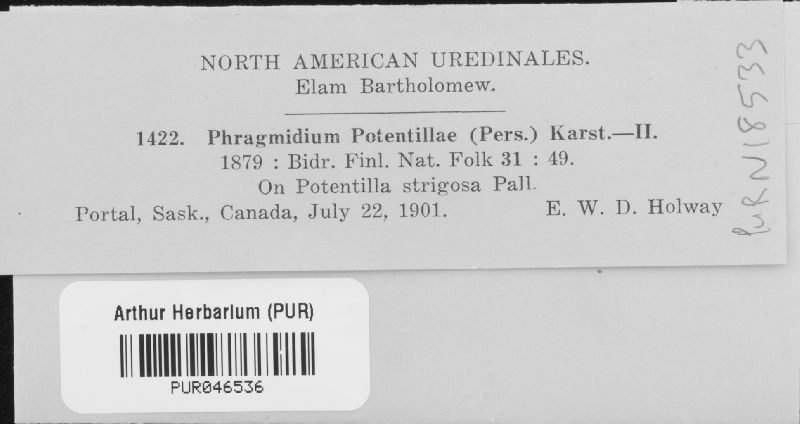 NORTH AMERICAN UREDINALES.
Elam Bartholomew.
1422. Phragmidium Potentillae (Pers.) Karst.—II.
1879 : Bidr. Finl. Nat. Folk 31 : 49.
On Potentilla strigosa Pall.
Portal, Sask., Canada, July 22, 1901. E. W. D. Holway
PUR N18533
Arthur Herbarium (PUR)
PUR046536